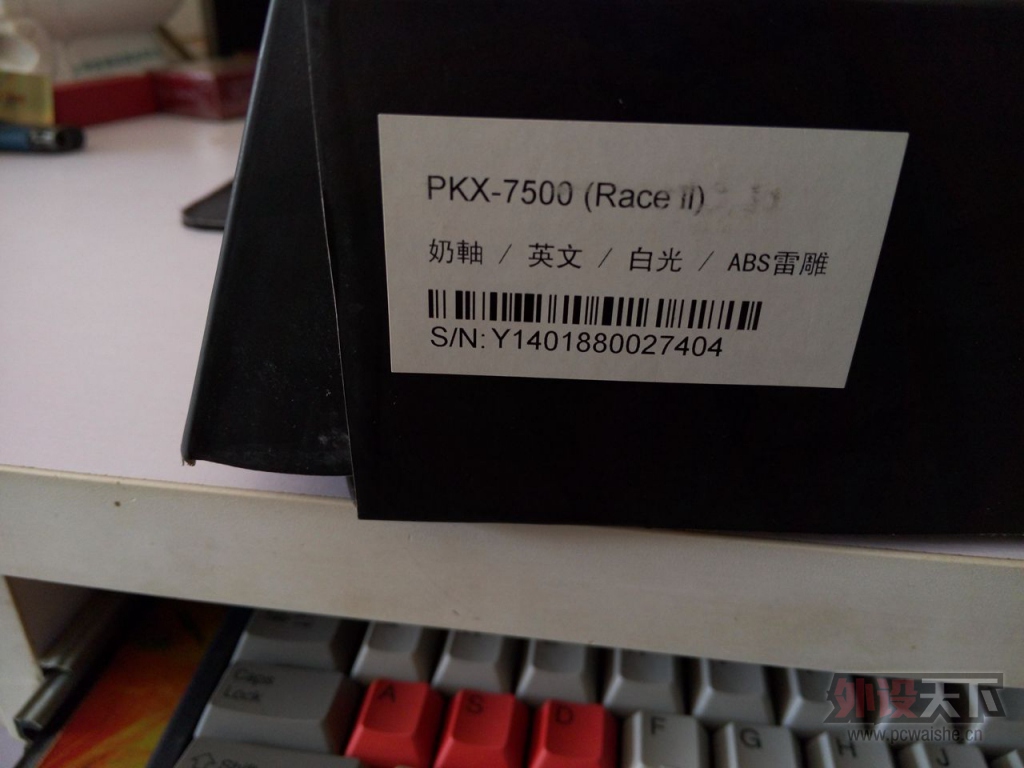 PKX-7500 (Race II)
奶軸 / 英文 / 白光 / ABS雷雕
S/N: Y1401880027404
Caps
Lock
A
S
D
F
G
H
J
Shift
外设天下
www.pcwaishe.cn